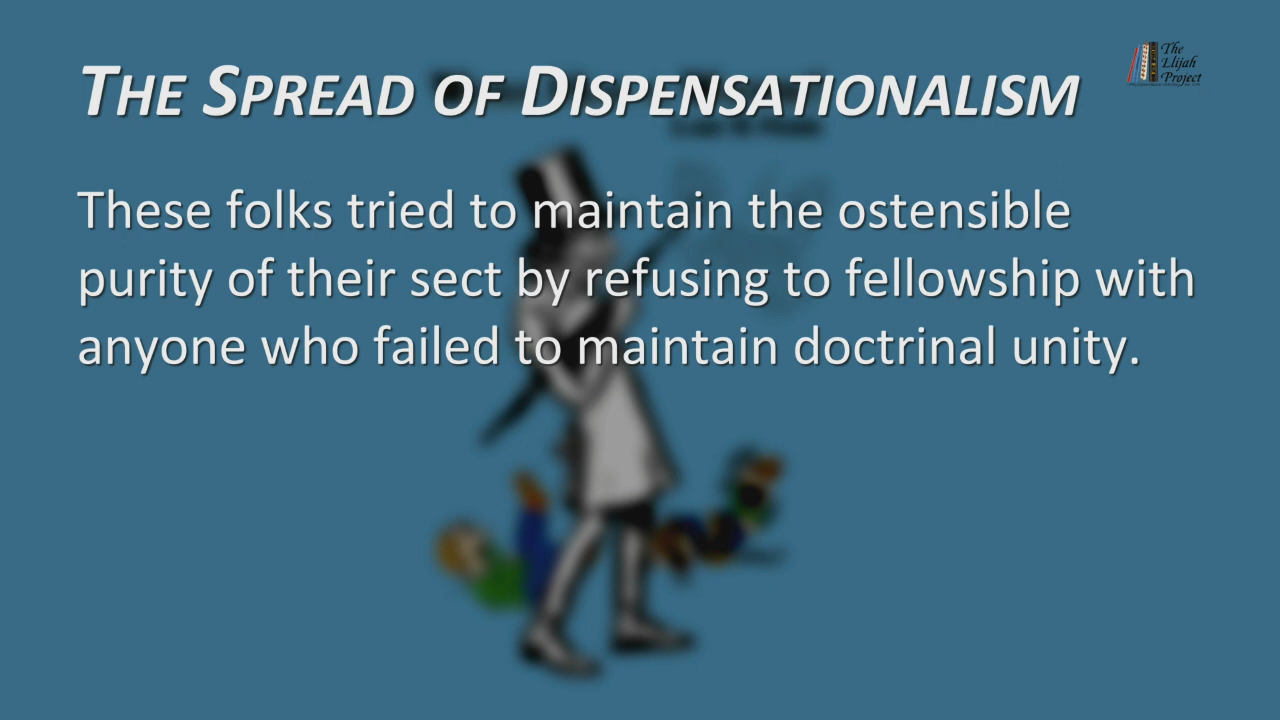 THE SPREAD OF DISPENSATIONALISM
The
Llijah
Project
These folks tried to maintain the ostensible
purity of their sect by refusing to fellowship with
anyone who failed to maintain doctrinal unity.